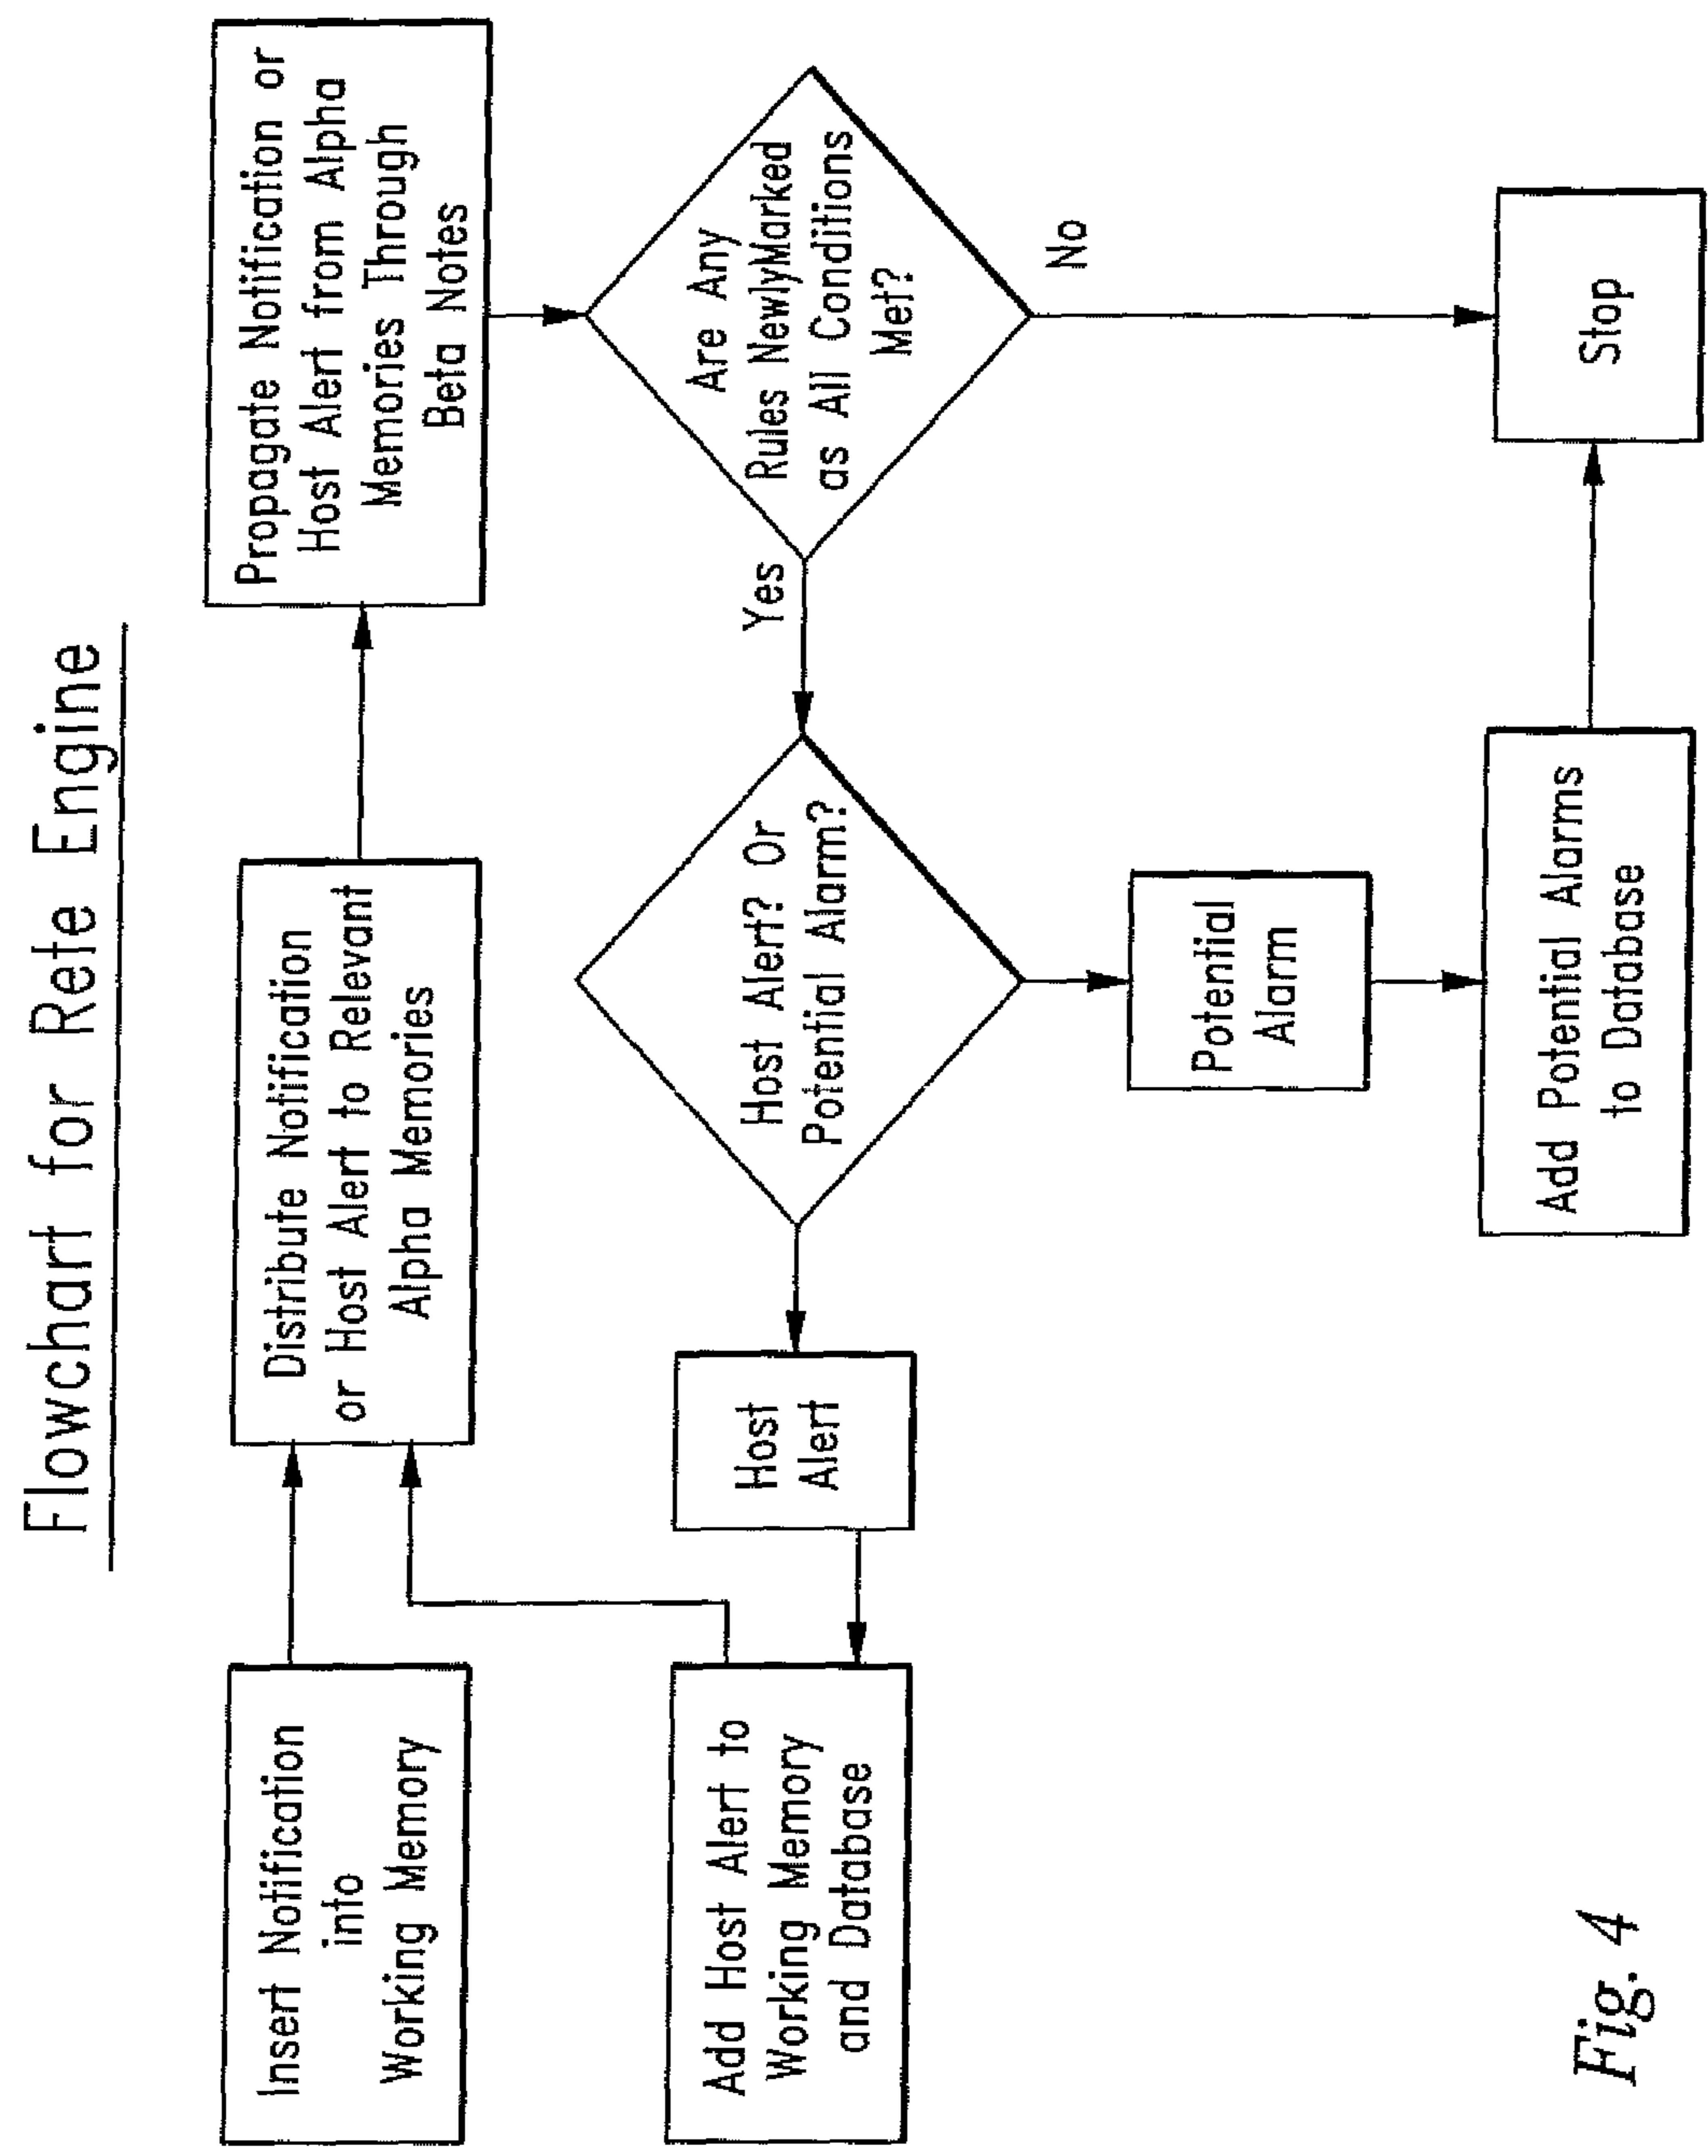 Flowchart for Rete Engine
Insert Notification
into
Working Memory
Distribute Notification
or Host Alert to Relevant
Alpha Memories
Propagate Notification or
Host Alert from Alpha
Memories Through
Beta Notes
Are Any
Rules NewlyMarked
as All Conditions
Met?
Yes
No
Host Alert? Or
Potential Alarm?
Host
Alert
Add Host Alert to
Working Memory
and Database
Potential
Alarm
Add Potential Alarms
to Database
Stop
Fig. 4